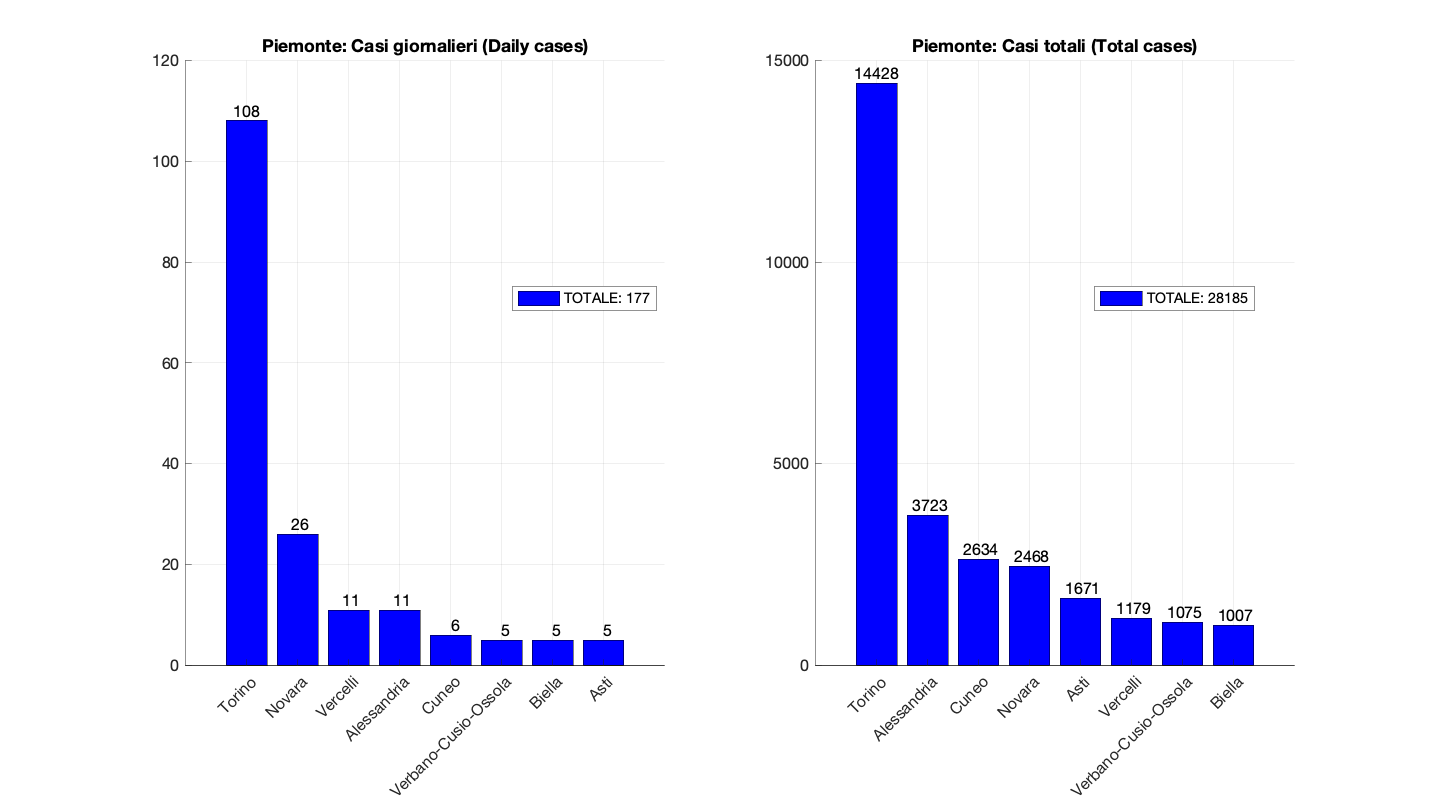 Piemonte: Casi giornalieri (Daily cases)
120
100
80
60
40
20
0
108
26
11
11
6
5
5
5
TOTALE: 177
Torino
Novara
Vercelli
Alessandria
Cuneo
Verbano-Cusio-Ossola
Biella
Asti
Piemonte: Casi totali (Total cases)
15000
10000
5000
0
14428
3723
2634
2468
1671
1179
1075
1007
TOTALE: 28185
Torino
Alessandria
Cuneo
Novara
Asti
Vercelli
Verbano-Cusio-Ossola
Biella